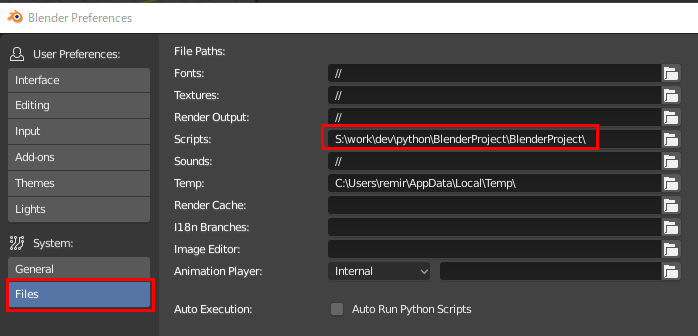 Blender Preferences
User Preferences:
Interface
Editing
Input
Add-ons
Themes
Lights
System:
General
Files
File Paths:
Fonts: //
Textures: //
Render Output: //
Scripts: S:\work\dev\python\BlenderProject\BlenderProject\
Sounds: //
Temp: C:\Users\remir\AppData\Local\Temp\
Render Cache:
I18n Branches:
Image Editor:
Animation Player: Internal
Auto Execution: Auto Run Python Scripts